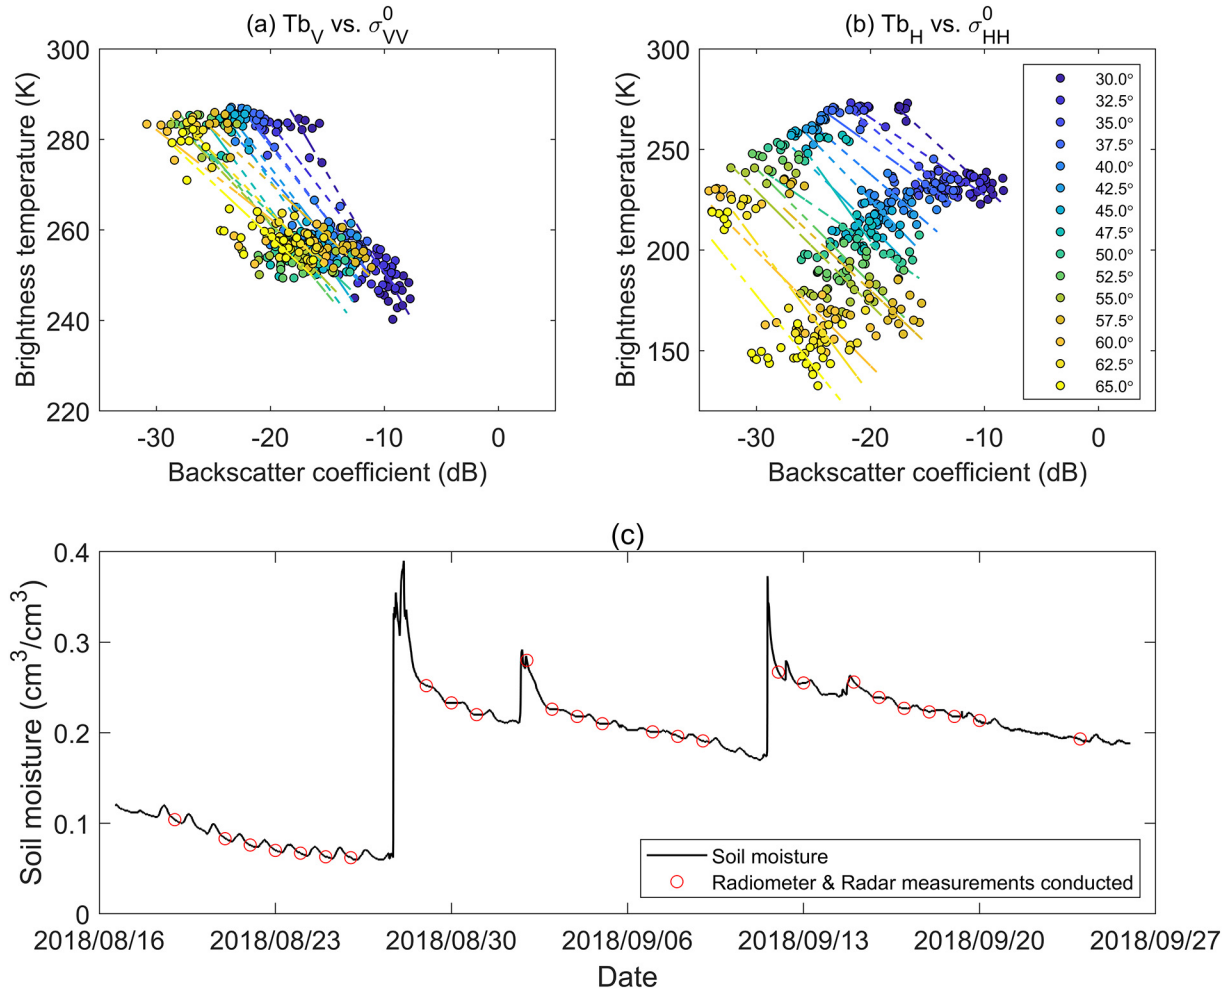 (a) Tb_V vs. σ^0_VV
300
280
260
240
220
Brightness temperature (K)
-30 -20 -10 0
Backscatter coefficient (dB)
(b) Tb_H vs. σ^0_HH
300
250
200
150
Brightness temperature (K)
-30 -20 -10 0
Backscatter coefficient (dB)
30.0°
32.5°
35.0°
37.5°
40.0°
42.5°
45.0°
47.5°
50.0°
52.5°
55.0°
57.5°
60.0°
62.5°
65.0°
(c)
0.4
0.3
0.2
0.1
0
Soil moisture (cm³/cm³)
Soil moisture
Radiometer & Radar measurements conducted
2018/08/16 2018/08/23 2018/08/30 2018/09/06 2018/09/13 2018/09/20 2018/09/27
Date